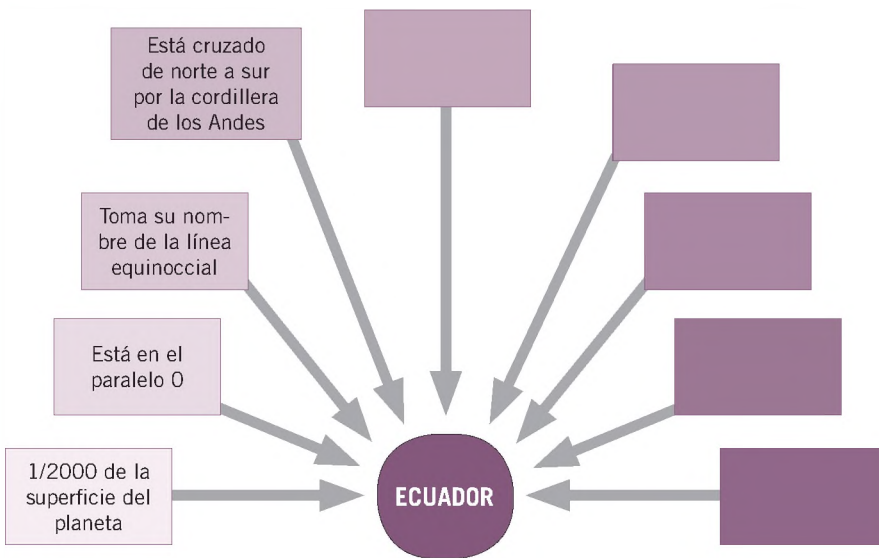 Está cruzado
de norte a sur
por la cordillera
de los Andes
Toma su nom-
bre de la línea
equinoccial
Está en el
paralelo 0
1/2000 de la
superficie del
planeta
ECUADOR